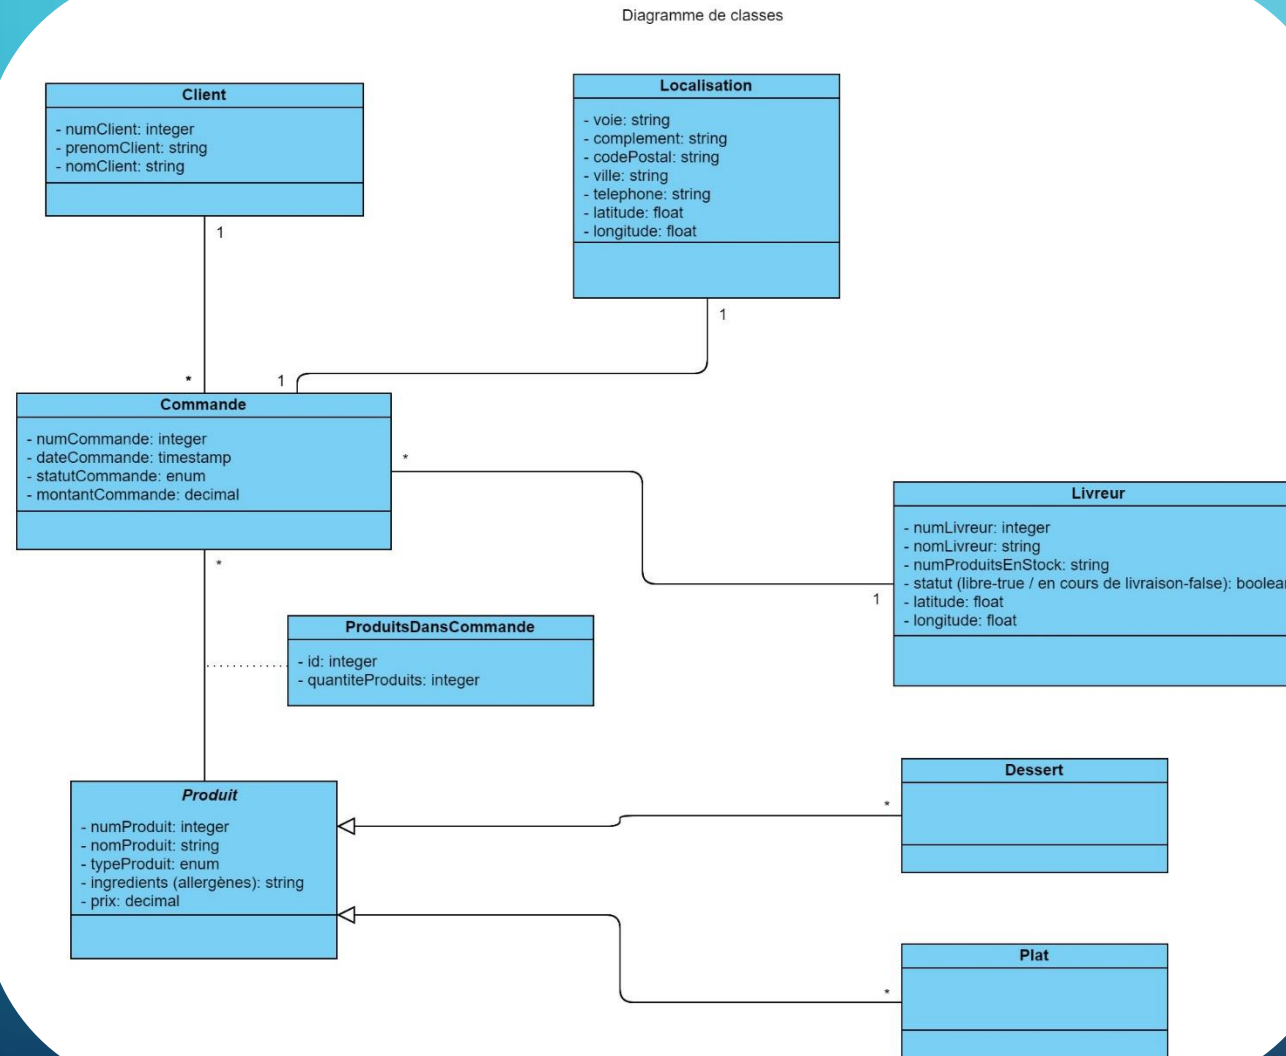 Diagramme de classes
Client
- numClient: integer
- prenomClient: string
- nomClient: string
1
Localisation
- voie: string
- complement: string
- codePostal: string
- ville: string
- telephone: string
- latitude: float
- longitude: float
1
*
1
Commande
- numCommande: integer
- dateCommande: timestamp
- statutCommande: enum
- montantCommande: decimal
*
*
Livreur
- numLivreur: integer
- nomLivreur: string
- numProduitsEnStock: string
- statut (libre-true / en cours de livraison-false): boolean
- latitude: float
- longitude: float
1
ProduitsDansCommande
- id: integer
- quantiteProduits: integer
Produit
- numProduit: integer
- nomProduit: string
- typeProduit: enum
- ingredients (allergènes): string
- prix: decimal
Dessert
*
Plat
*